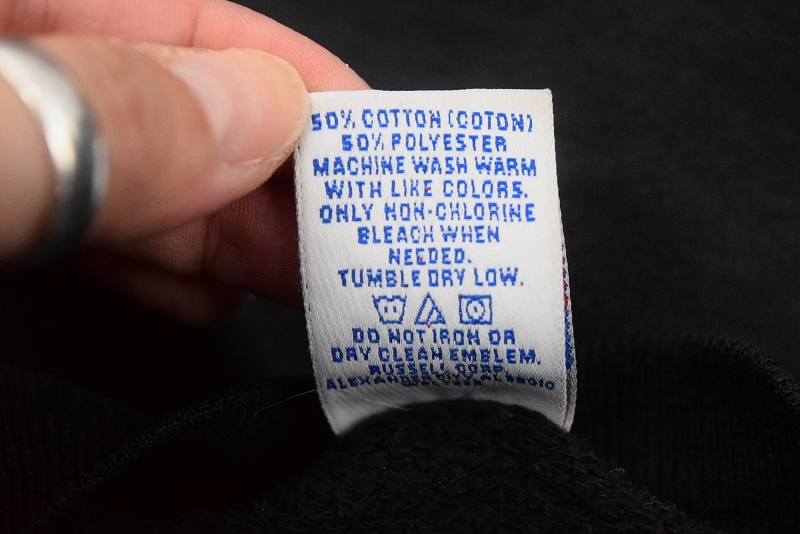 50% COTTON (COTON)
50% POLYESTER
MACHINE WASH WARM
WITH LIKE COLORS.
ONLY NON-CHLORINE
BLEACH WHEN
NEEDED.
TUMBLE DRY LOW.
DO NOT IRON OR
DRY CLEAN EMBLEM.
RUSSELL CORP.